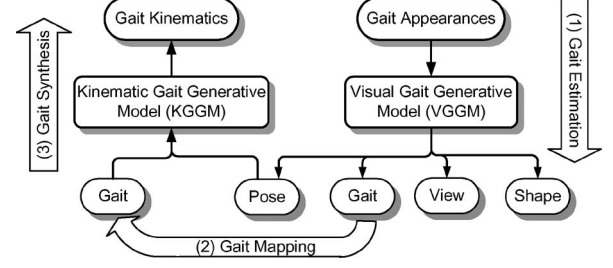 Gait Kinematics
Gait Appearances
(3) Gait Synthesis
Kinematic Gait Generative
Model (KGGM)
Visual Gait Generative
Model (VGGM)
(1) Gait Estimation
Gait
Pose
Gait
View
Shape
(2) Gait Mapping